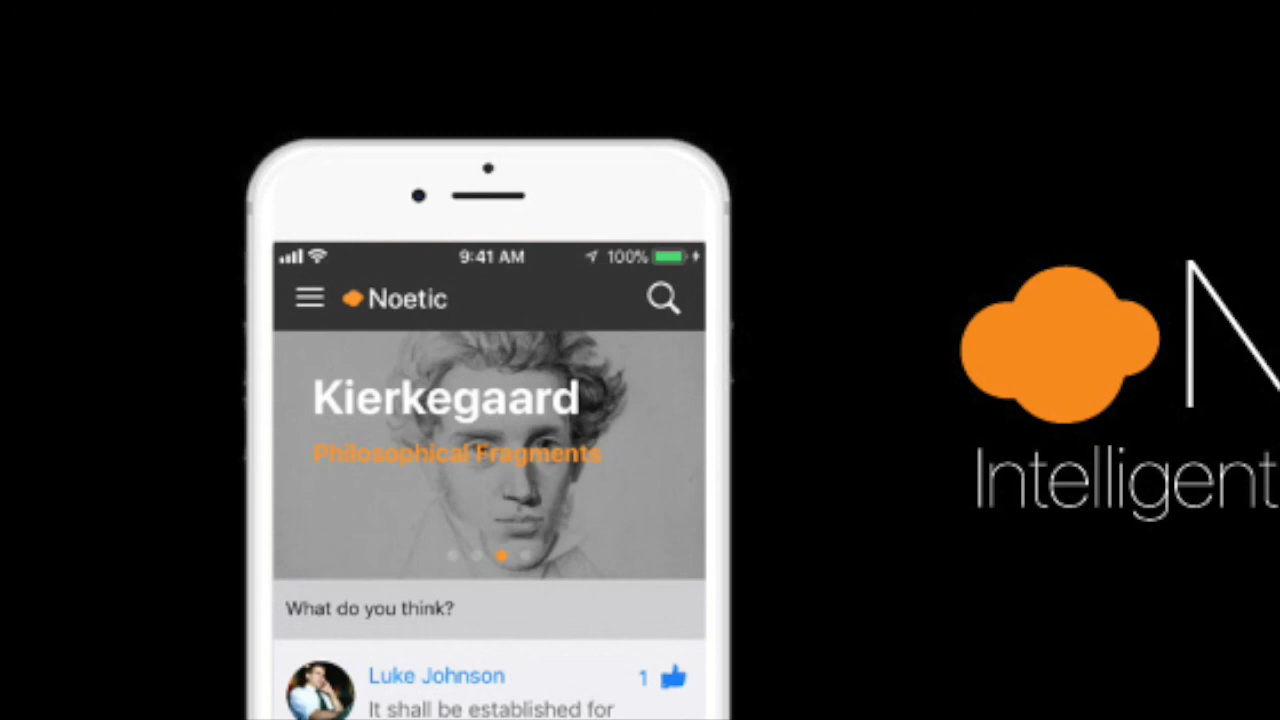 9:41 AM 100%
Noetic
Kierkegaard
Philosophical Fragments
What do you think?
Luke Johnson 1
It shall be established for
N
Intelligent